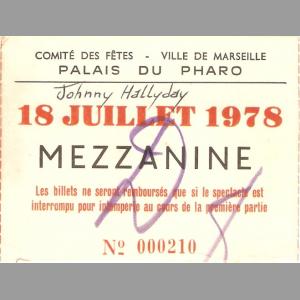 COMITÉ DES FÊTES - VILLE DE MARSEILLE
PALAIS DU PHARO
Johnny Hallyday
18 JUILLET 1978
MEZZANINE
Les billets ne seront remboursés que si le spectacle est
interrompu pour intempérie au cours de la première partie
Nº 000210